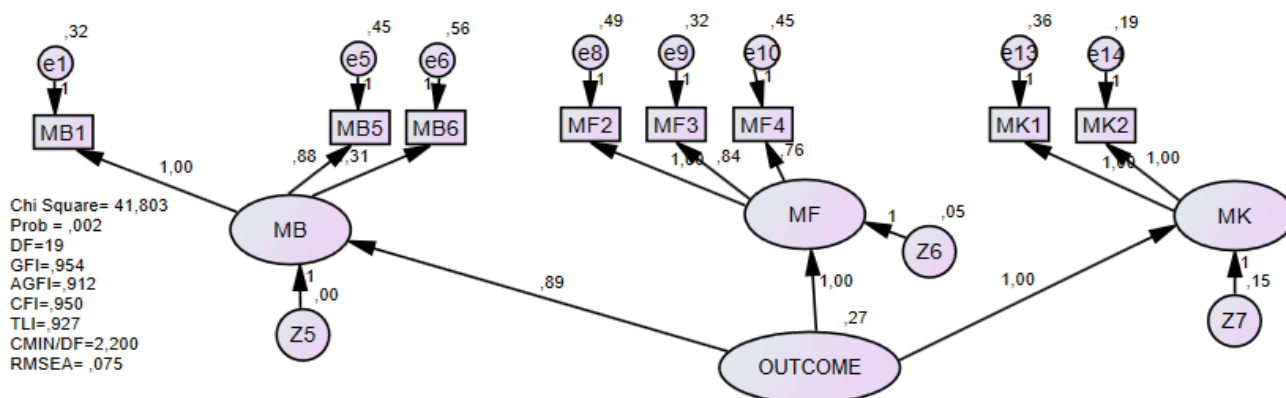 ,32
,45
,56
,49
,32
,45
,36
,19
e1
e5
e6
e8
e9
e10
e13
e14
1
1
1
1
1
1
1
1
MB1
MB5
MB6
MF2
MF3
MF4
MK1
MK2
1,00
,88
,31
1,00
,84
,76
1,00
1,00
MB
MF
MK
1
,05
Z6
Chi Square= 41,803
Prob = ,002
DF=19
GFI=,954
AGFI=,912
CFI=,950
TLI=,927
CMIN/DF=2,200
RMSEA= ,075
1
,00
Z5
,89
1,00
1,00
1
,15
Z7
,27
OUTCOME